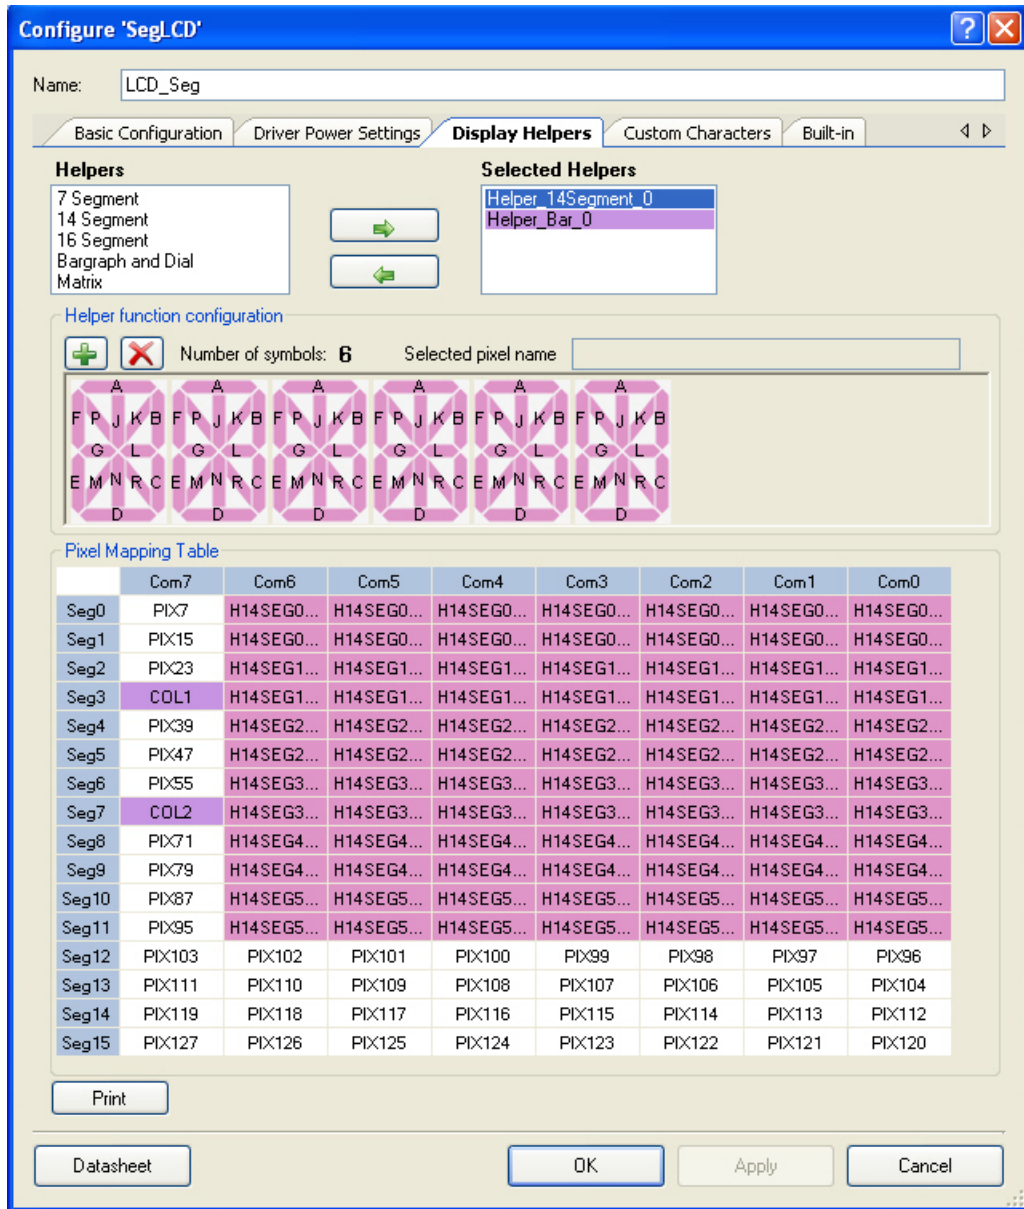 Configure 'SegLCD'
Name: LCD_Seg
Basic Configuration Driver Power Settings Display Helpers Custom Characters Built-in
Helpers Selected Helpers
7 Segment Helper_14Segment_0
14 Segment Helper_Bar_0
16 Segment
Bargraph and Dial
Matrix
Helper function configuration
Number of symbols: 6 Selected pixel name
A A A A A A
F P J K B F P J K B F P J K B F P J K B F P J K B F P J K B
G L G L G L G L G L G L
E M N R C E M N R C E M N R C E M N R C E M N R C E M N R C
D D D D D D
Pixel Mapping Table
Com7 Com6 Com5 Com4 Com3 Com2 Com1 Com0
Seg0 PIX7 H14SEG0... H14SEG0... H14SEG0... H14SEG0... H14SEG0... H14SEG0... H14SEG0...
Seg1 PIX15 H14SEG0... H14SEG0... H14SEG0... H14SEG0... H14SEG0... H14SEG0... H14SEG0...
Seg2 PIX23 H14SEG1... H14SEG1... H14SEG1... H14SEG1... H14SEG1... H14SEG1... H14SEG1...
Seg3 COL1 H14SEG1... H14SEG1... H14SEG1... H14SEG1... H14SEG1... H14SEG1... H14SEG1...
Seg4 PIX39 H14SEG2... H14SEG2... H14SEG2... H14SEG2... H14SEG2... H14SEG2... H14SEG2...
Seg5 PIX47 H14SEG2... H14SEG2... H14SEG2... H14SEG2... H14SEG2... H14SEG2... H14SEG2...
Seg6 PIX55 H14SEG3... H14SEG3... H14SEG3... H14SEG3... H14SEG3... H14SEG3... H14SEG3...
Seg7 COL2 H14SEG3... H14SEG3... H14SEG3... H14SEG3... H14SEG3... H14SEG3... H14SEG3...
Seg8 PIX71 H14SEG4... H14SEG4... H14SEG4... H14SEG4... H14SEG4... H14SEG4... H14SEG4...
Seg9 PIX79 H14SEG4... H14SEG4... H14SEG4... H14SEG4... H14SEG4... H14SEG4... H14SEG4...
Seg10 PIX87 H14SEG5... H14SEG5... H14SEG5... H14SEG5... H14SEG5... H14SEG5... H14SEG5...
Seg11 PIX95 H14SEG5... H14SEG5... H14SEG5... H14SEG5... H14SEG5... H14SEG5... H14SEG5...
Seg12 PIX103 PIX102 PIX101 PIX100 PIX99 PIX98 PIX97 PIX96
Seg13 PIX111 PIX110 PIX109 PIX108 PIX107 PIX106 PIX105 PIX104
Seg14 PIX119 PIX118 PIX117 PIX116 PIX115 PIX114 PIX113 PIX112
Seg15 PIX127 PIX126 PIX125 PIX124 PIX123 PIX122 PIX121 PIX120
Print
Datasheet OK Apply Cancel